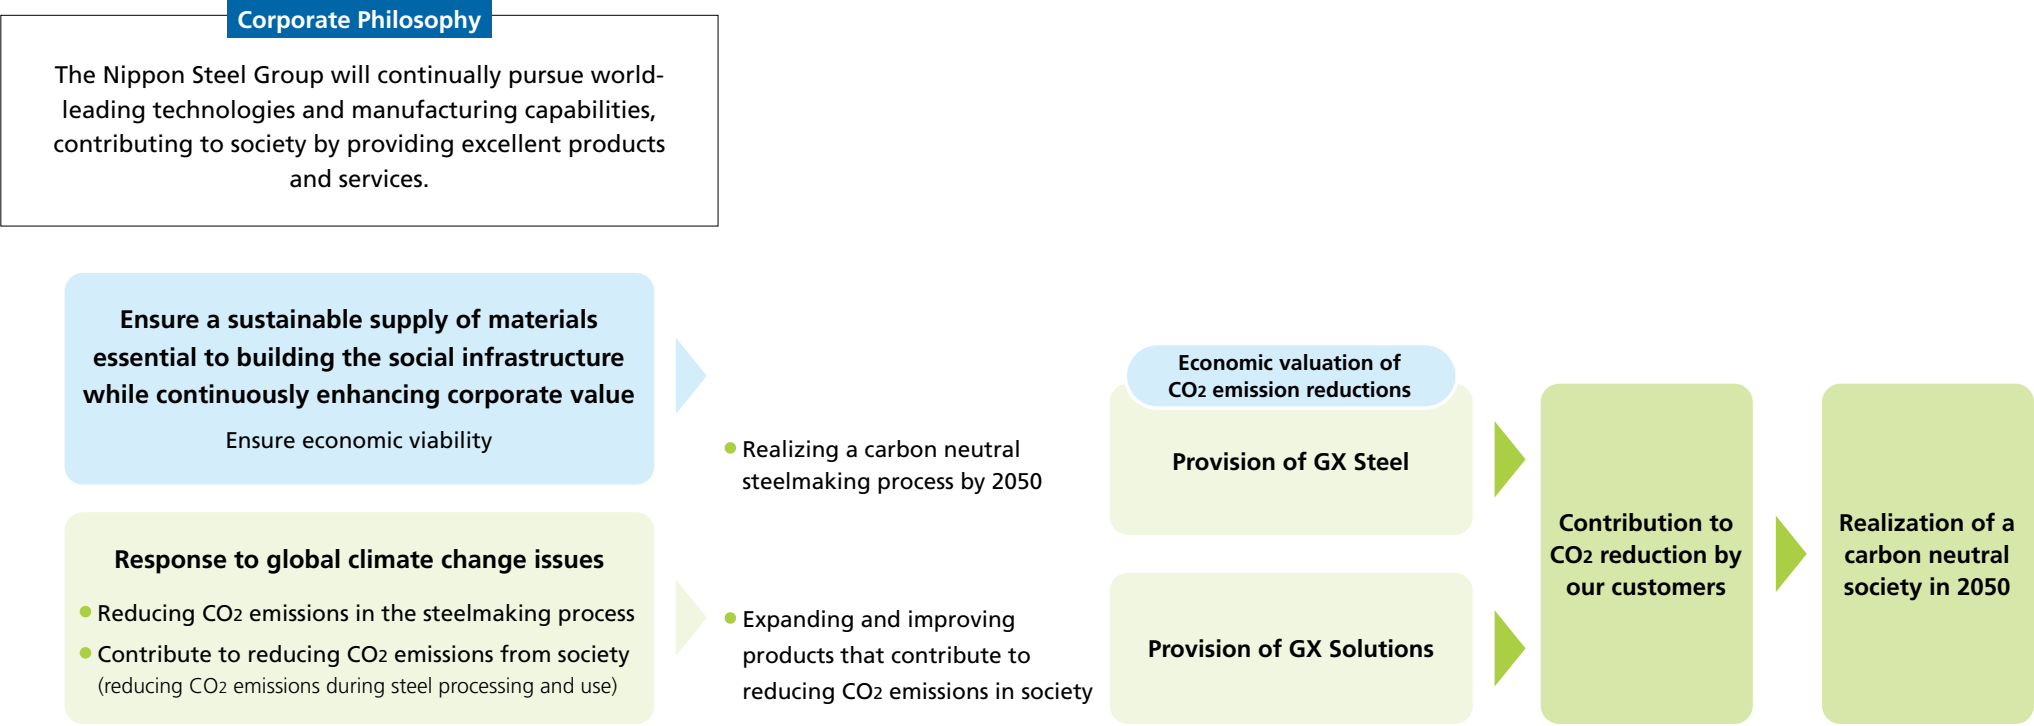 Corporate Philosophy
The Nippon Steel Group will continually pursue world-
leading technologies and manufacturing capabilities,
contributing to society by providing excellent products
and services.
Ensure a sustainable supply of materials
essential to building the social infrastructure
while continuously enhancing corporate value
Ensure economic viability
Response to global climate change issues
● Reducing CO2 emissions in the steelmaking process
● Contribute to reducing CO2 emissions from society
(reducing CO2 emissions during steel processing and use)
● Realizing a carbon neutral
steelmaking process by 2050
● Expanding and improving
products that contribute to
reducing CO2 emissions in society
Economic valuation of
CO2 emission reductions
Provision of GX Steel
Provision of GX Solutions
Contribution to
CO2 reduction by
our customers
Realization of a
carbon neutral
society in 2050